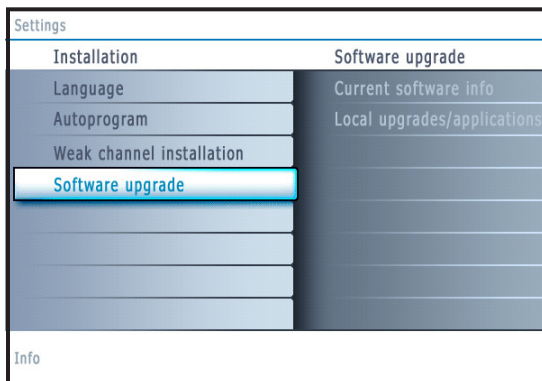 Settings
Installation
Software upgrade
Language
Current software info
Autoprogram
Local upgrades/applications
Weak channel installation
Software upgrade
Info